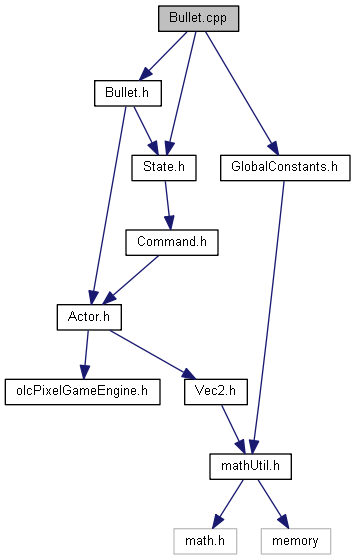 Bullet.cpp
Bullet.h
State.h
GlobalConstants.h
Command.h
Actor.h
olcPixelGameEngine.h
Vec2.h
mathUtil.h
math.h
memory